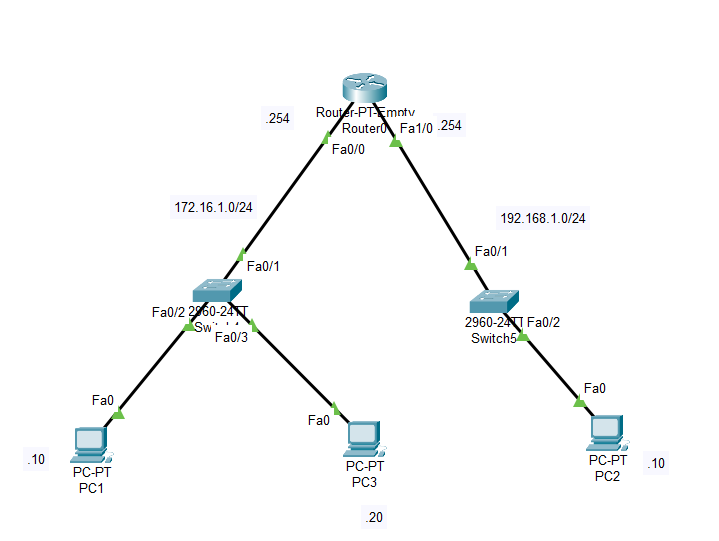 Router-PT-Empty
.254
Router0
Fa1/0
.254
Fa0/0
172.16.1.0/24
192.168.1.0/24
Fa0/1
Fa0/1
Fa0/2
2960-24TT
Fa0/3
2960-24TT
Fa0/2
Switch5
Fa0
Fa0
Fa0
.10
PC-PT
PC1
PC-PT
PC3
PC-PT
PC2
.10
.20